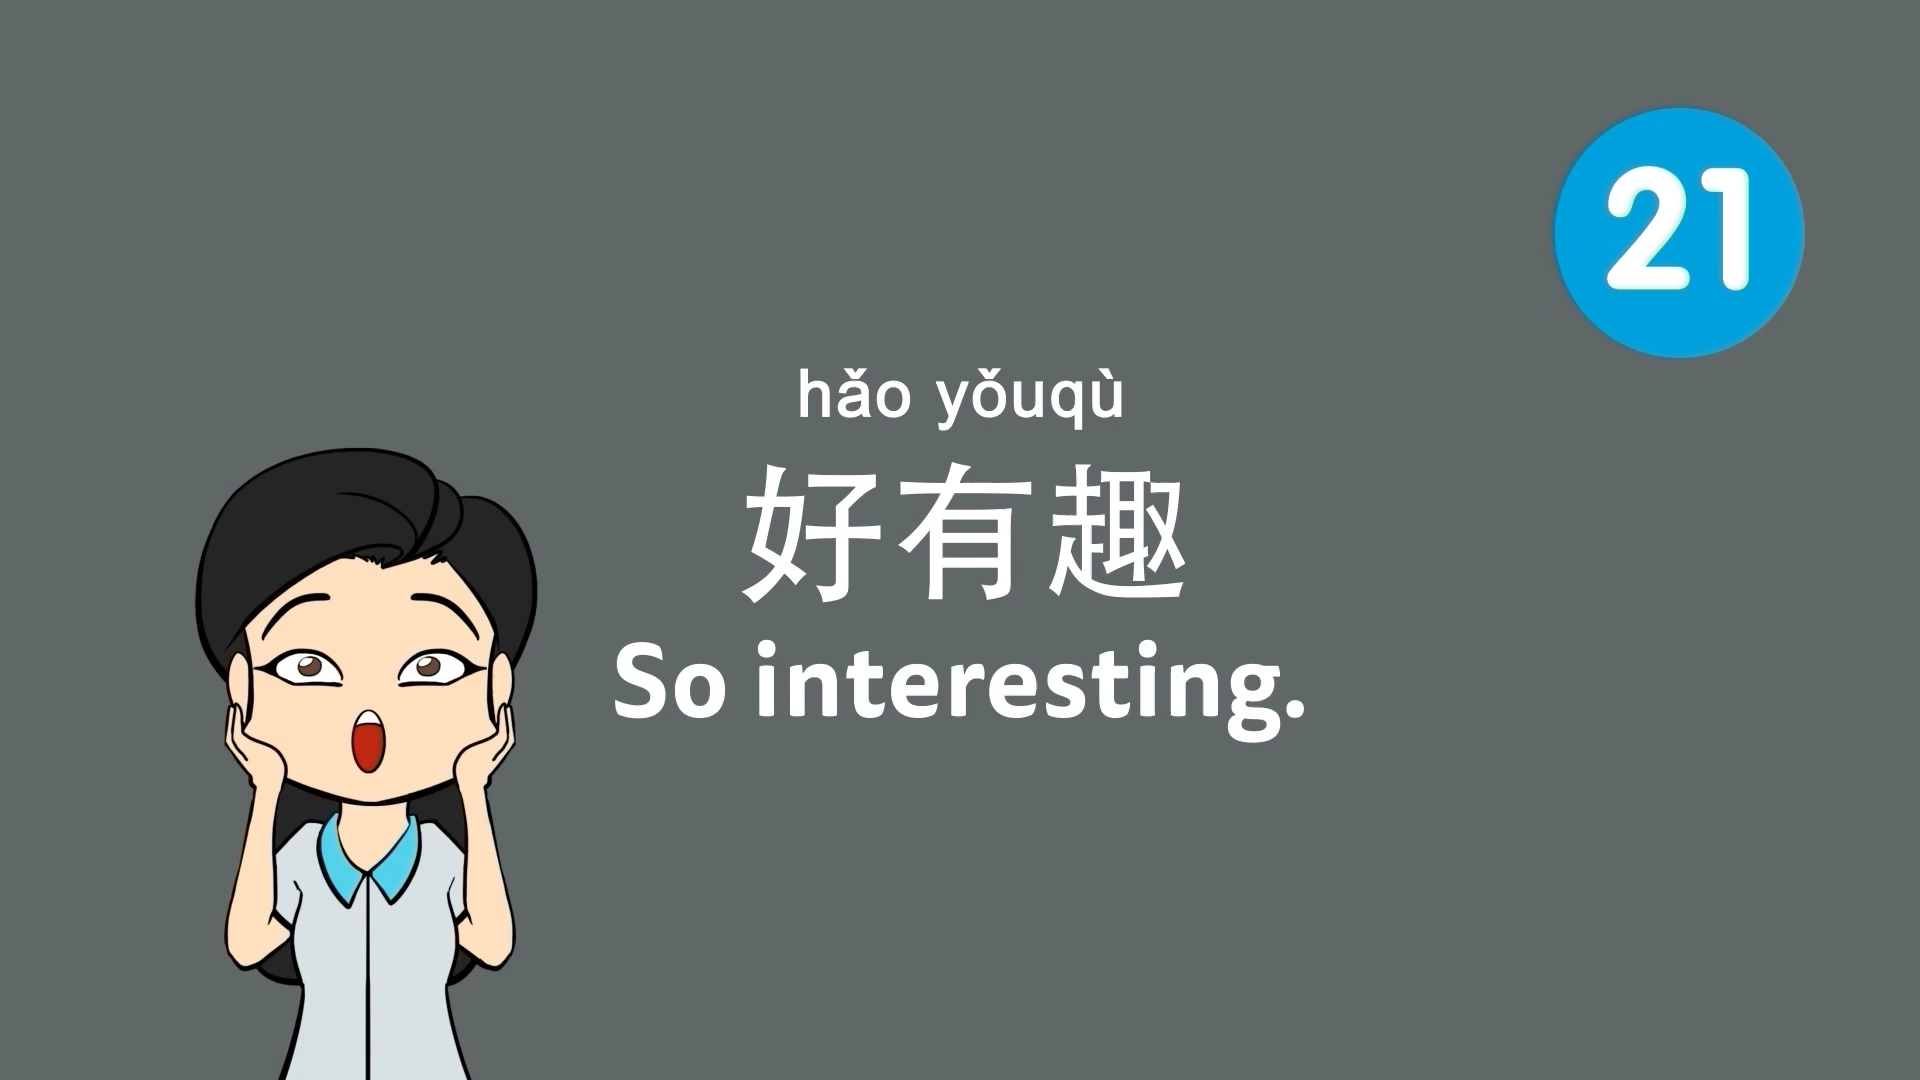 21
hǎo yǒuqù
好有趣
So interesting.